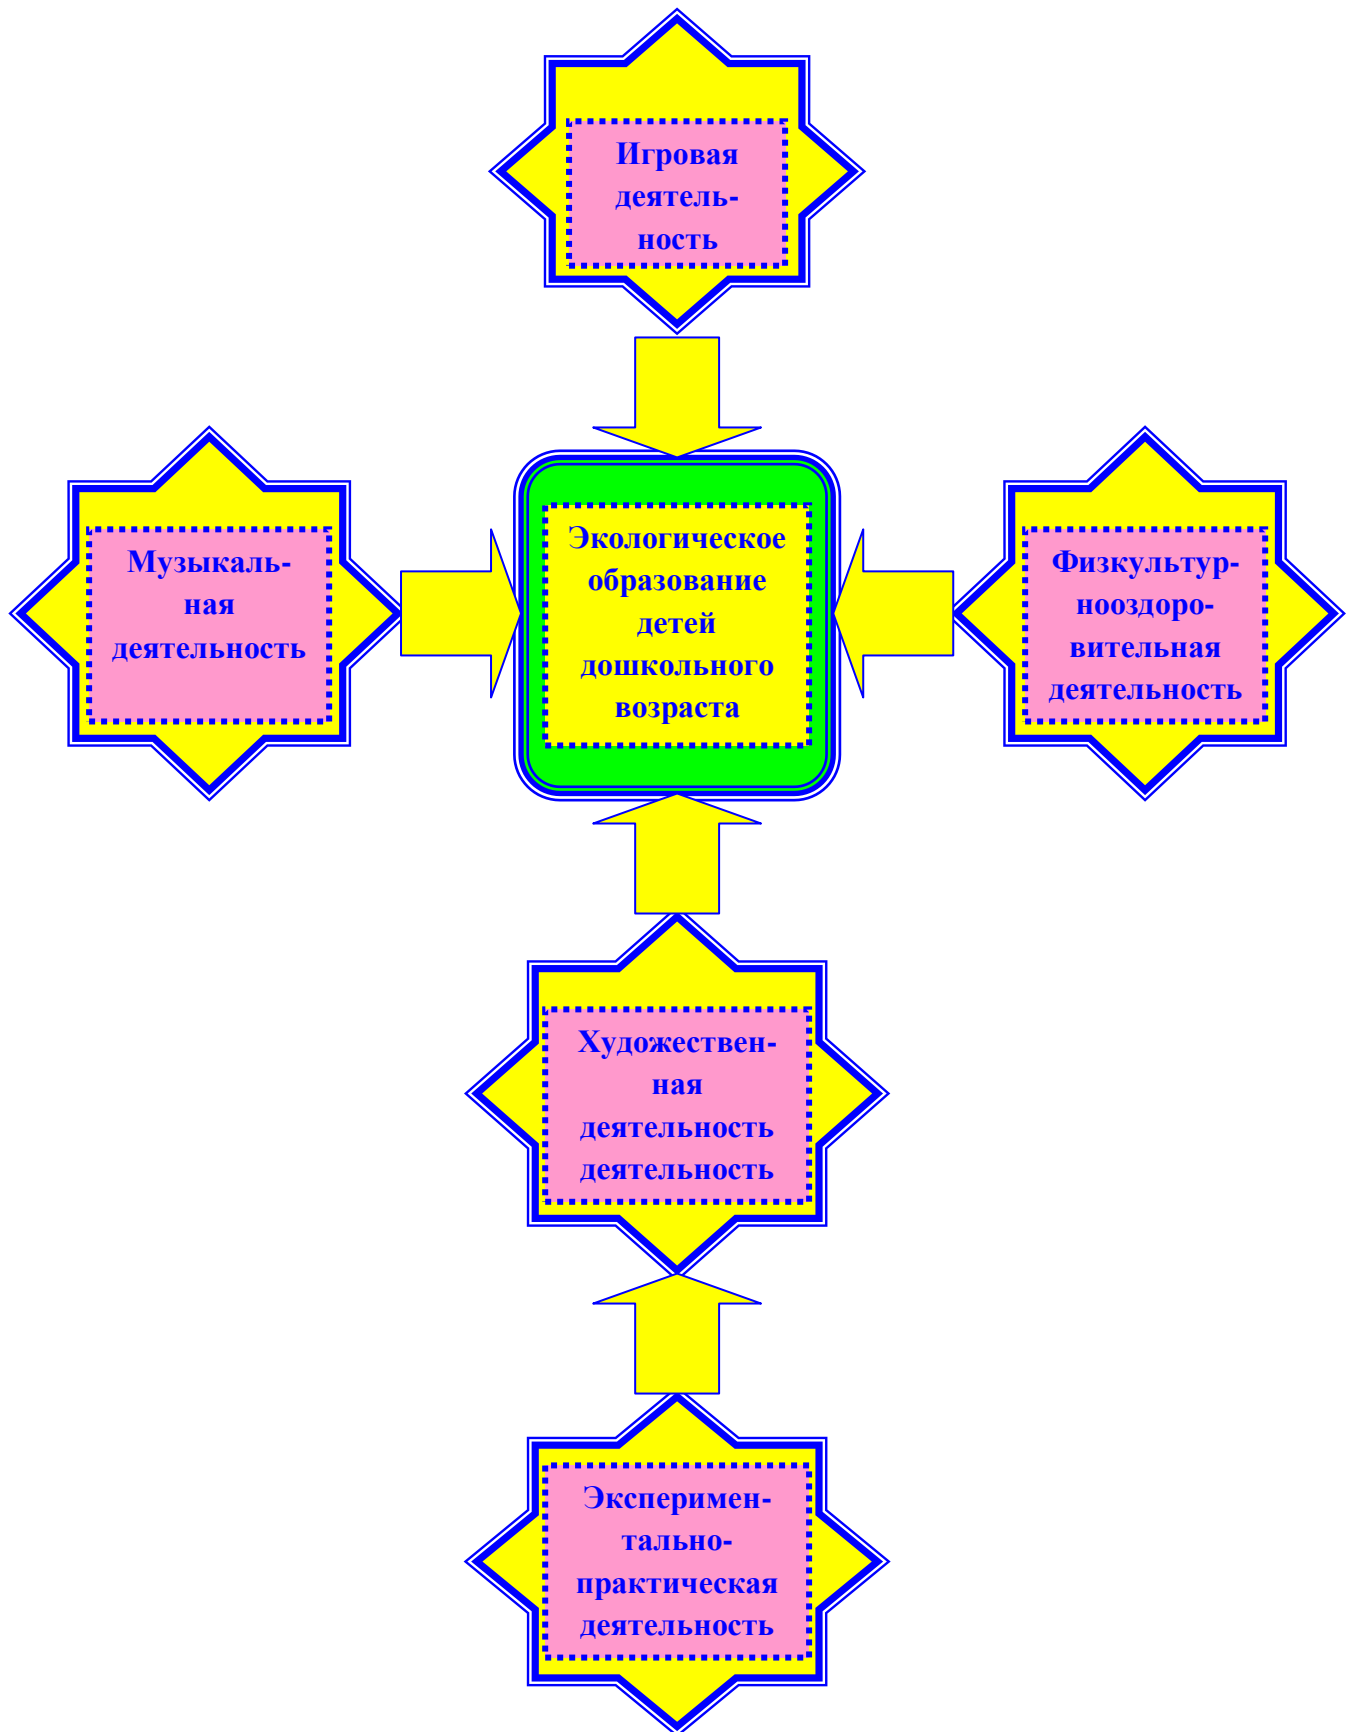 Игровая
деятель-
ность
Музыкаль-
ная
деятельность
Экологическое
образование
детей
дошкольного
возраста
Физкультур-
нооздоро-
вительная
деятельность
Художествен-
ная
деятельность
деятельность
Эксперимен-
тально-
практическая
деятельность